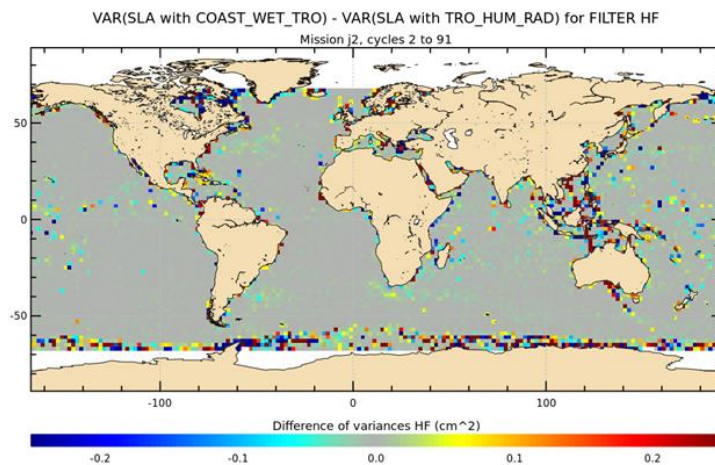 VAR(SLA with COAST_WET_TRO) - VAR(SLA with TRO_HUM_RAD) for FILTER HF
Mission j2, cycles 2 to 91
50
0
-50
-100 0 100
Difference of variances HF (cm^2)
-0.2 -0.1 0.0 0.1 0.2